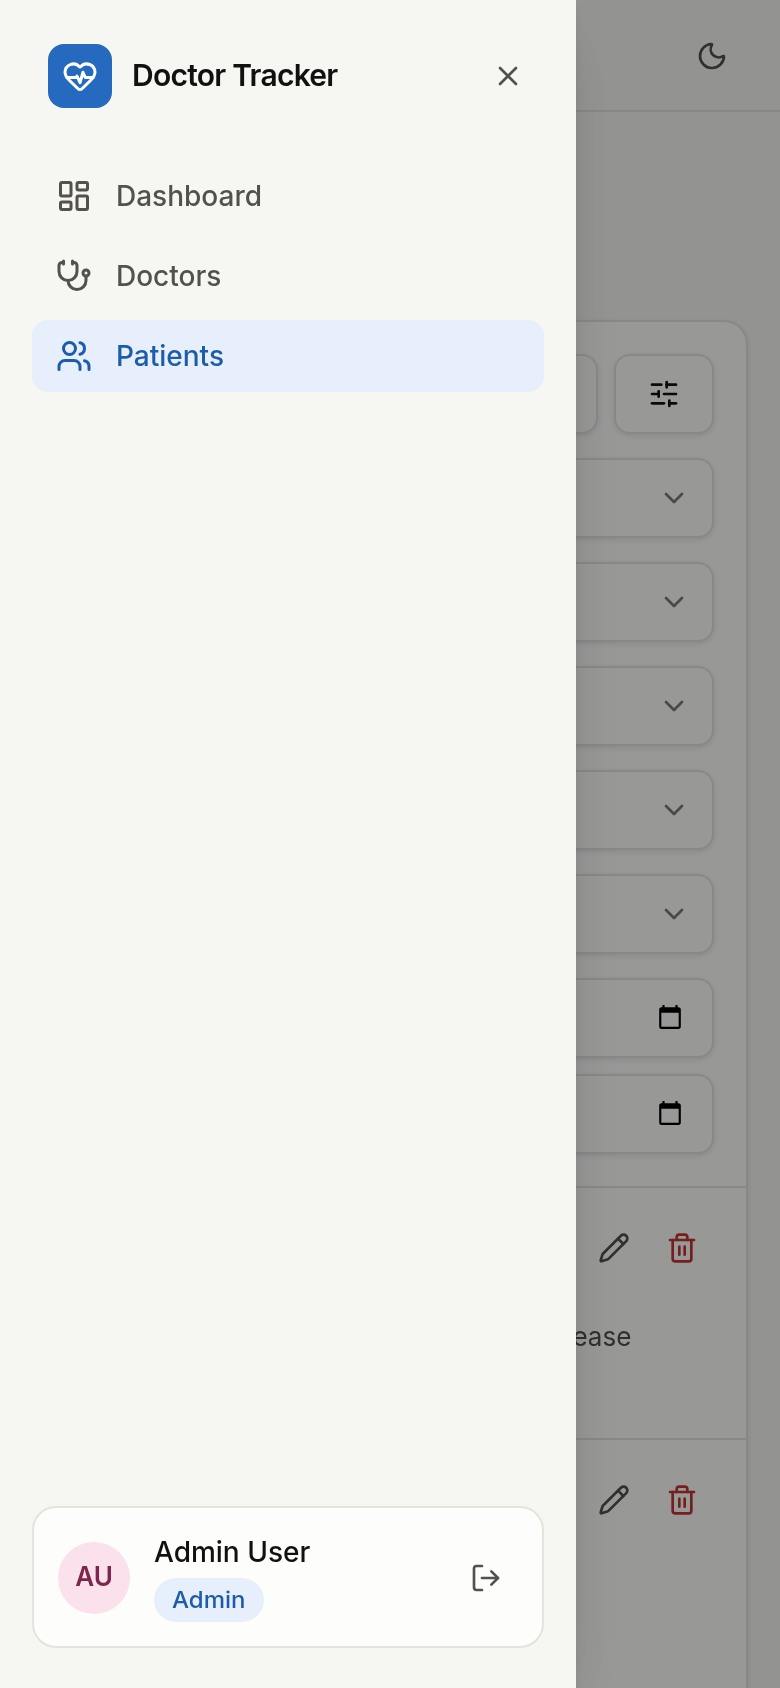 Doctor Tracker
Dashboard
Doctors
Patients
ease
AU
Admin User
Admin